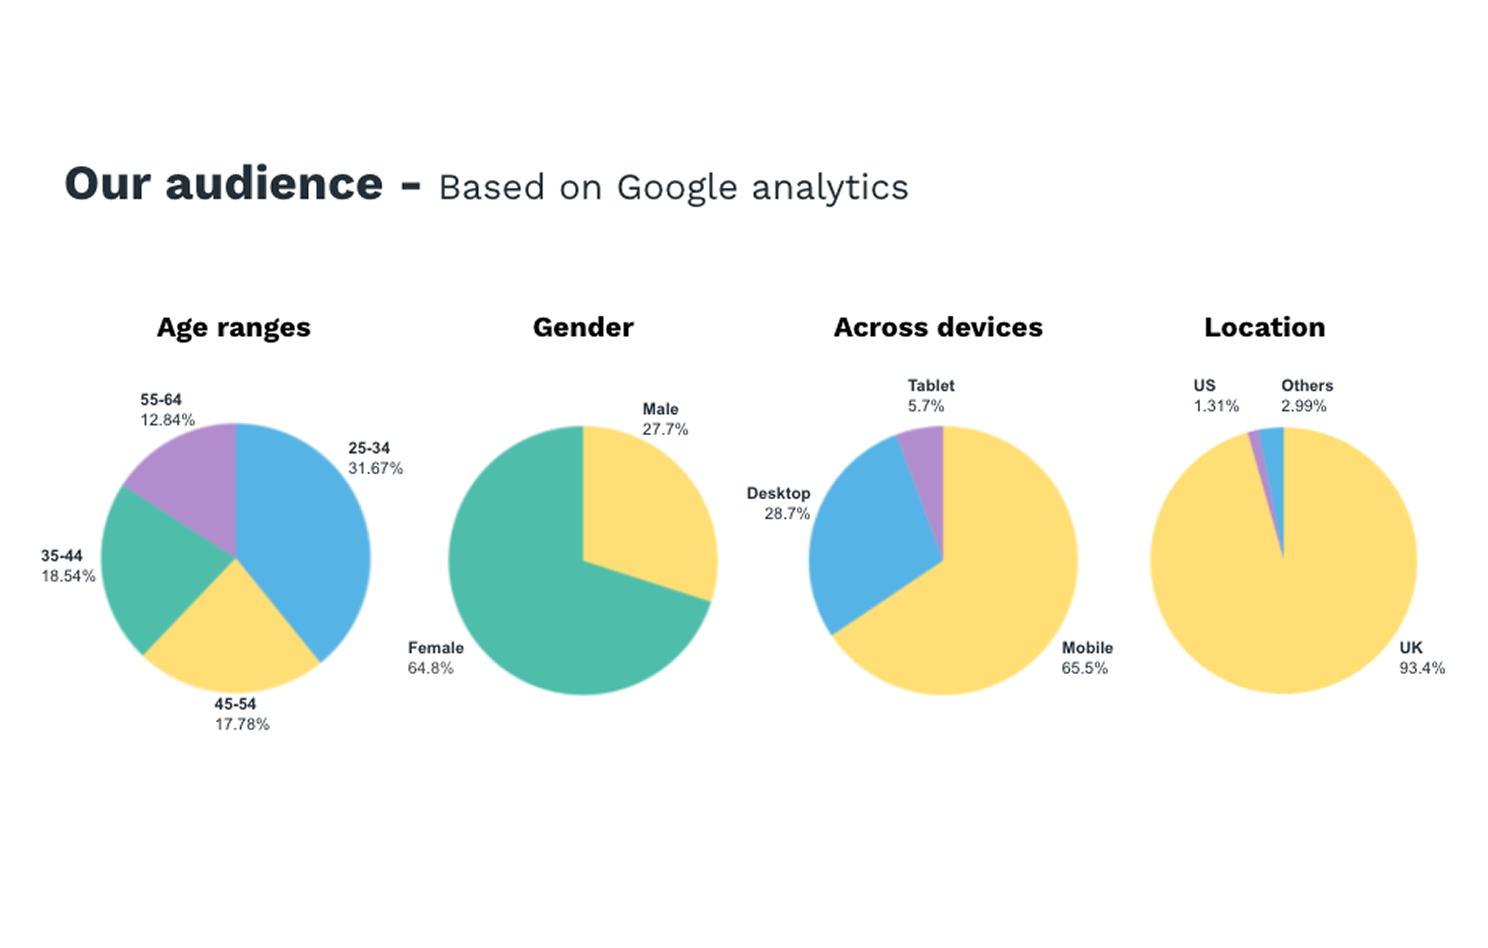 Our audience - Based on Google analytics
Age ranges
55-64
12.84%
25-34
31.67%
35-44
18.54%
45-54
17.78%
Gender
Male
27.7%
Female
64.8%
Across devices
Tablet
5.7%
Desktop
28.7%
Mobile
65.5%
Location
US
1.31%
Others
2.99%
UK
93.4%